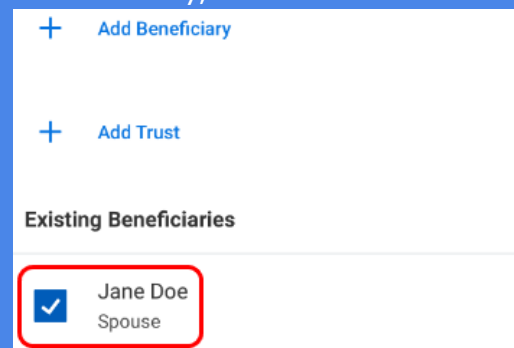 + Add Beneficiary
+ Add Trust
Existing Beneficiaries
Jane Doe
Spouse